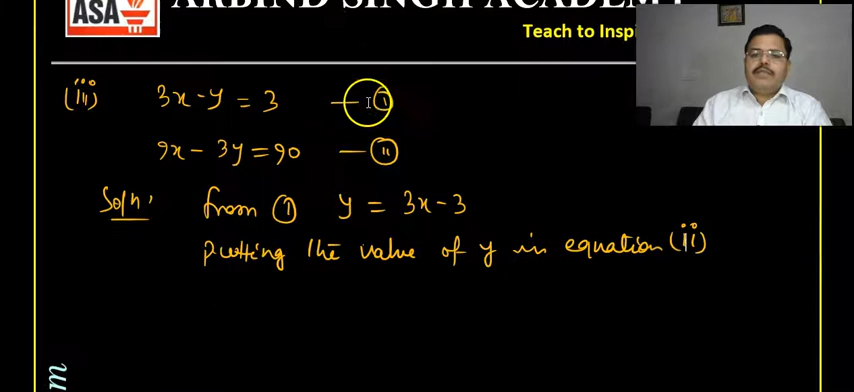 ARBIND SINGH ACADEMY
ASA
Teach to Inspi
(iii) 3x - y = 3 — (i)
9x - 3y = 90 — (ii)
Soln. from (i) y = 3x - 3
putting the value of y in equation (ii)
m